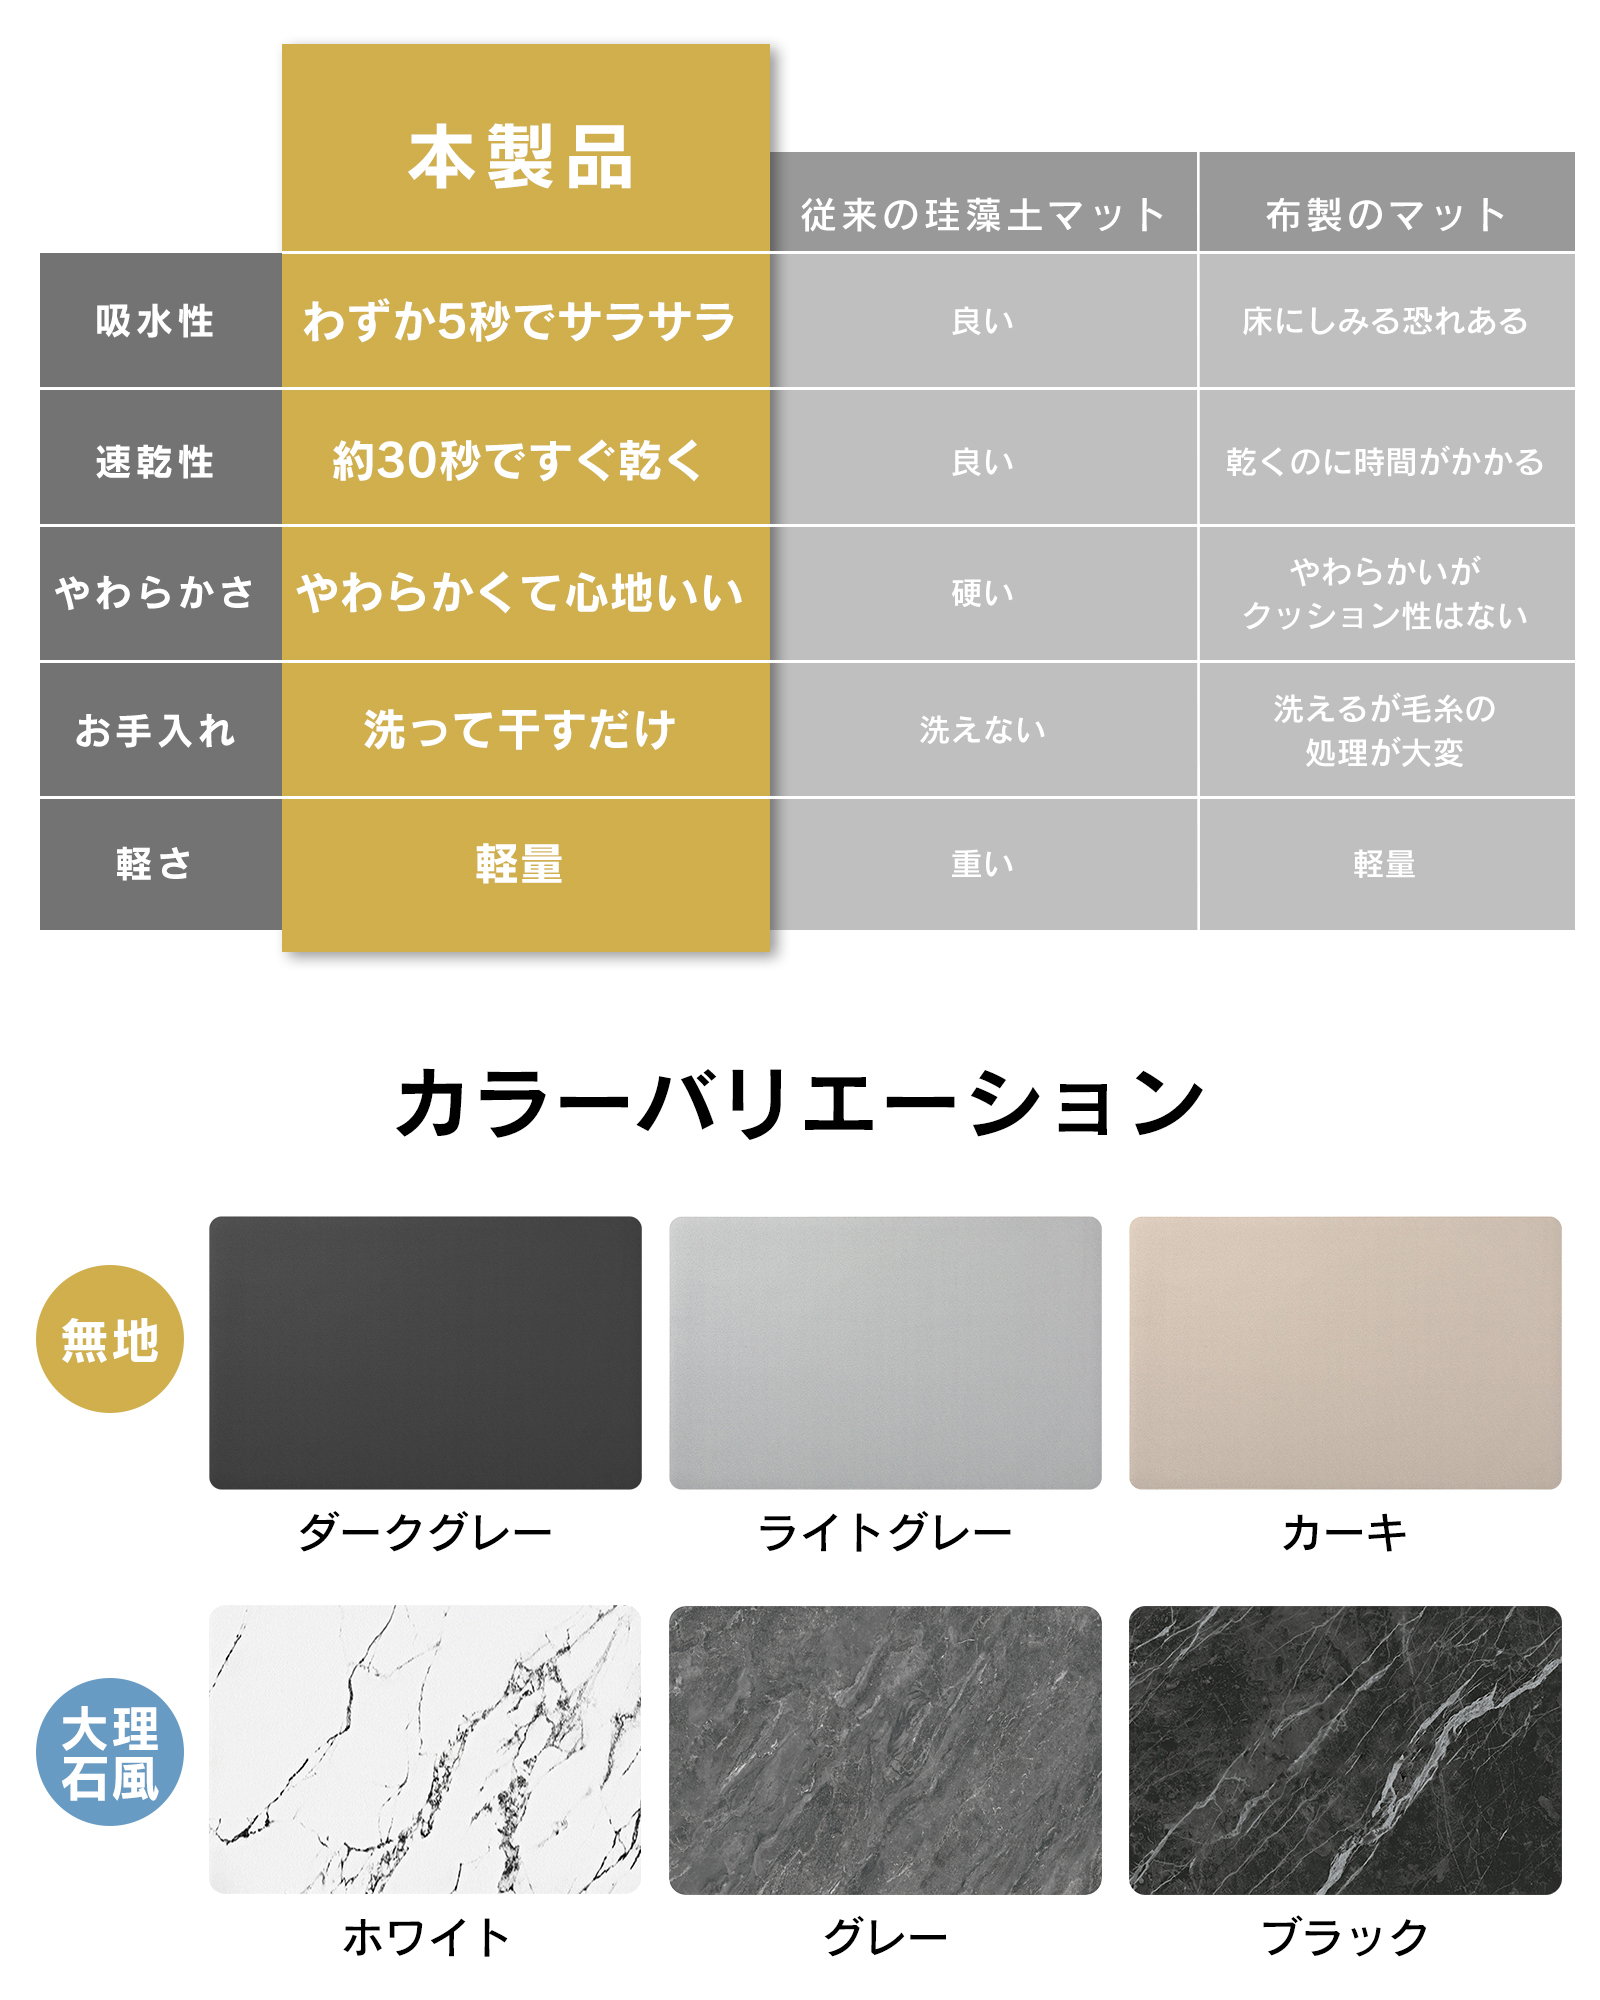 本製品
従来の珪藻土マット
布製のマット
吸水性
わずか5秒でサラサラ
良い
床にしみる恐れある
速乾性
約30秒ですぐ乾く
良い
乾くのに時間がかかる
やわらかさ
やわらかくて心地いい
硬い
やわらかいが
クッション性はない
お手入れ
洗って干すだけ
洗えない
洗えるが毛糸の
処理が大変
軽さ
軽量
重い
軽量
カラーバリエーション
無地
ダークグレー
ライトグレー
カーキ
大理
石風
ホワイト
グレー
ブラック